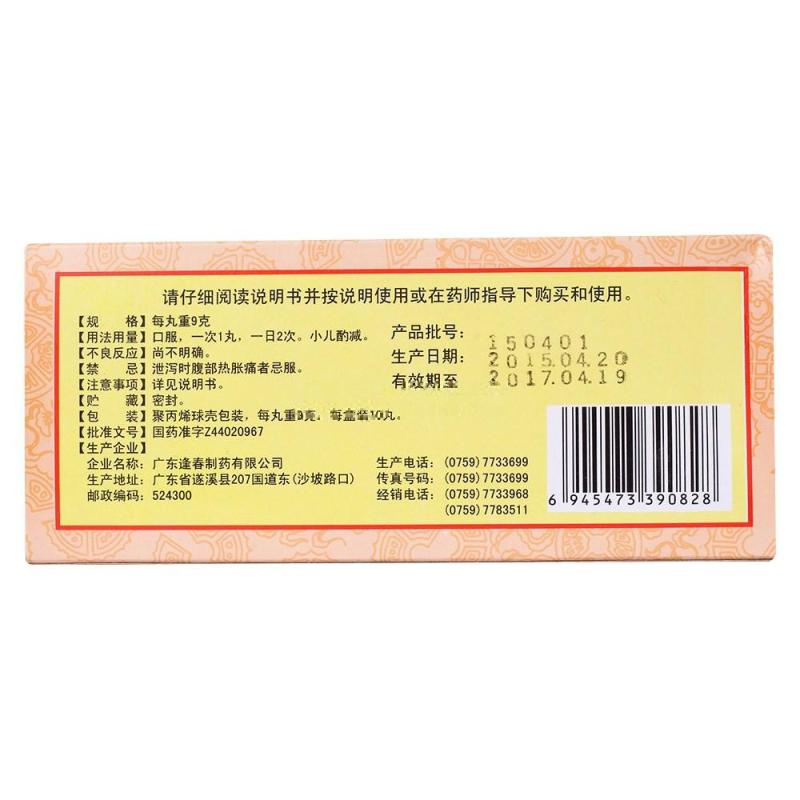 请仔细阅读说明书并按说明使用或在药师指导下购买和使用。
【规　　格】每丸重9克
【用法用量】口服，一次1丸，一日2次。小儿酌减。
【不良反应】尚不明确。
【禁　　忌】泄泻时腹部热胀痛者忌服。
【注意事项】详见说明书。
【贮　　藏】密封。
【包　　装】聚丙烯球壳包装，每丸重9克，每盒装10丸。
【批准文号】国药准字Z44020967
【生产企业】
企业名称：广东逢春制药有限公司
生产地址：广东省遂溪县207国道东(沙坡路口)
邮政编码：524300
产品批号：150401
生产日期：2015.04.20
有效期至 2017.04.19
生产电话：(0759) 7733699
传真号码：(0759) 7733699
经销电话：(0759) 7733968
(0759) 7783511
6 945473 390828